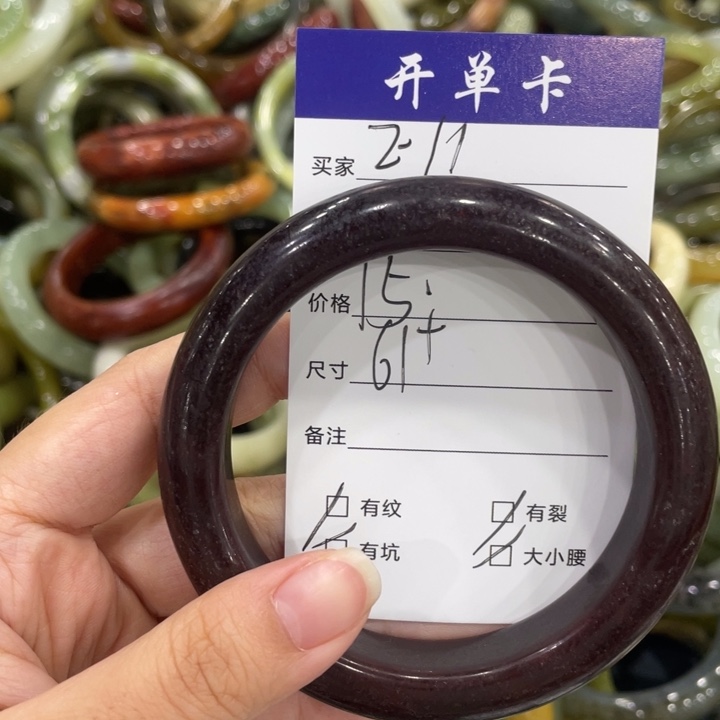 开单卡
买家 2-11
价格 15.
尺寸 61+
备注
□ 有纹 □ 有裂
□ 有坑 □ 大小腰